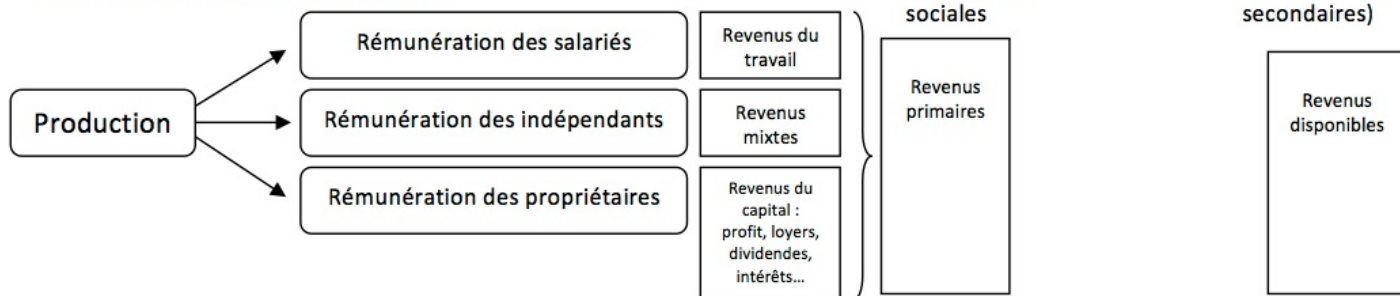 sociales
secondaires)
Production
Rémunération des salariés
Revenus du
travail
Rémunération des indépendants
Revenus
mixtes
Rémunération des propriétaires
Revenus du
capital :
profit, loyers,
dividendes,
intérêts...
Revenus
primaires
Revenus
disponibles